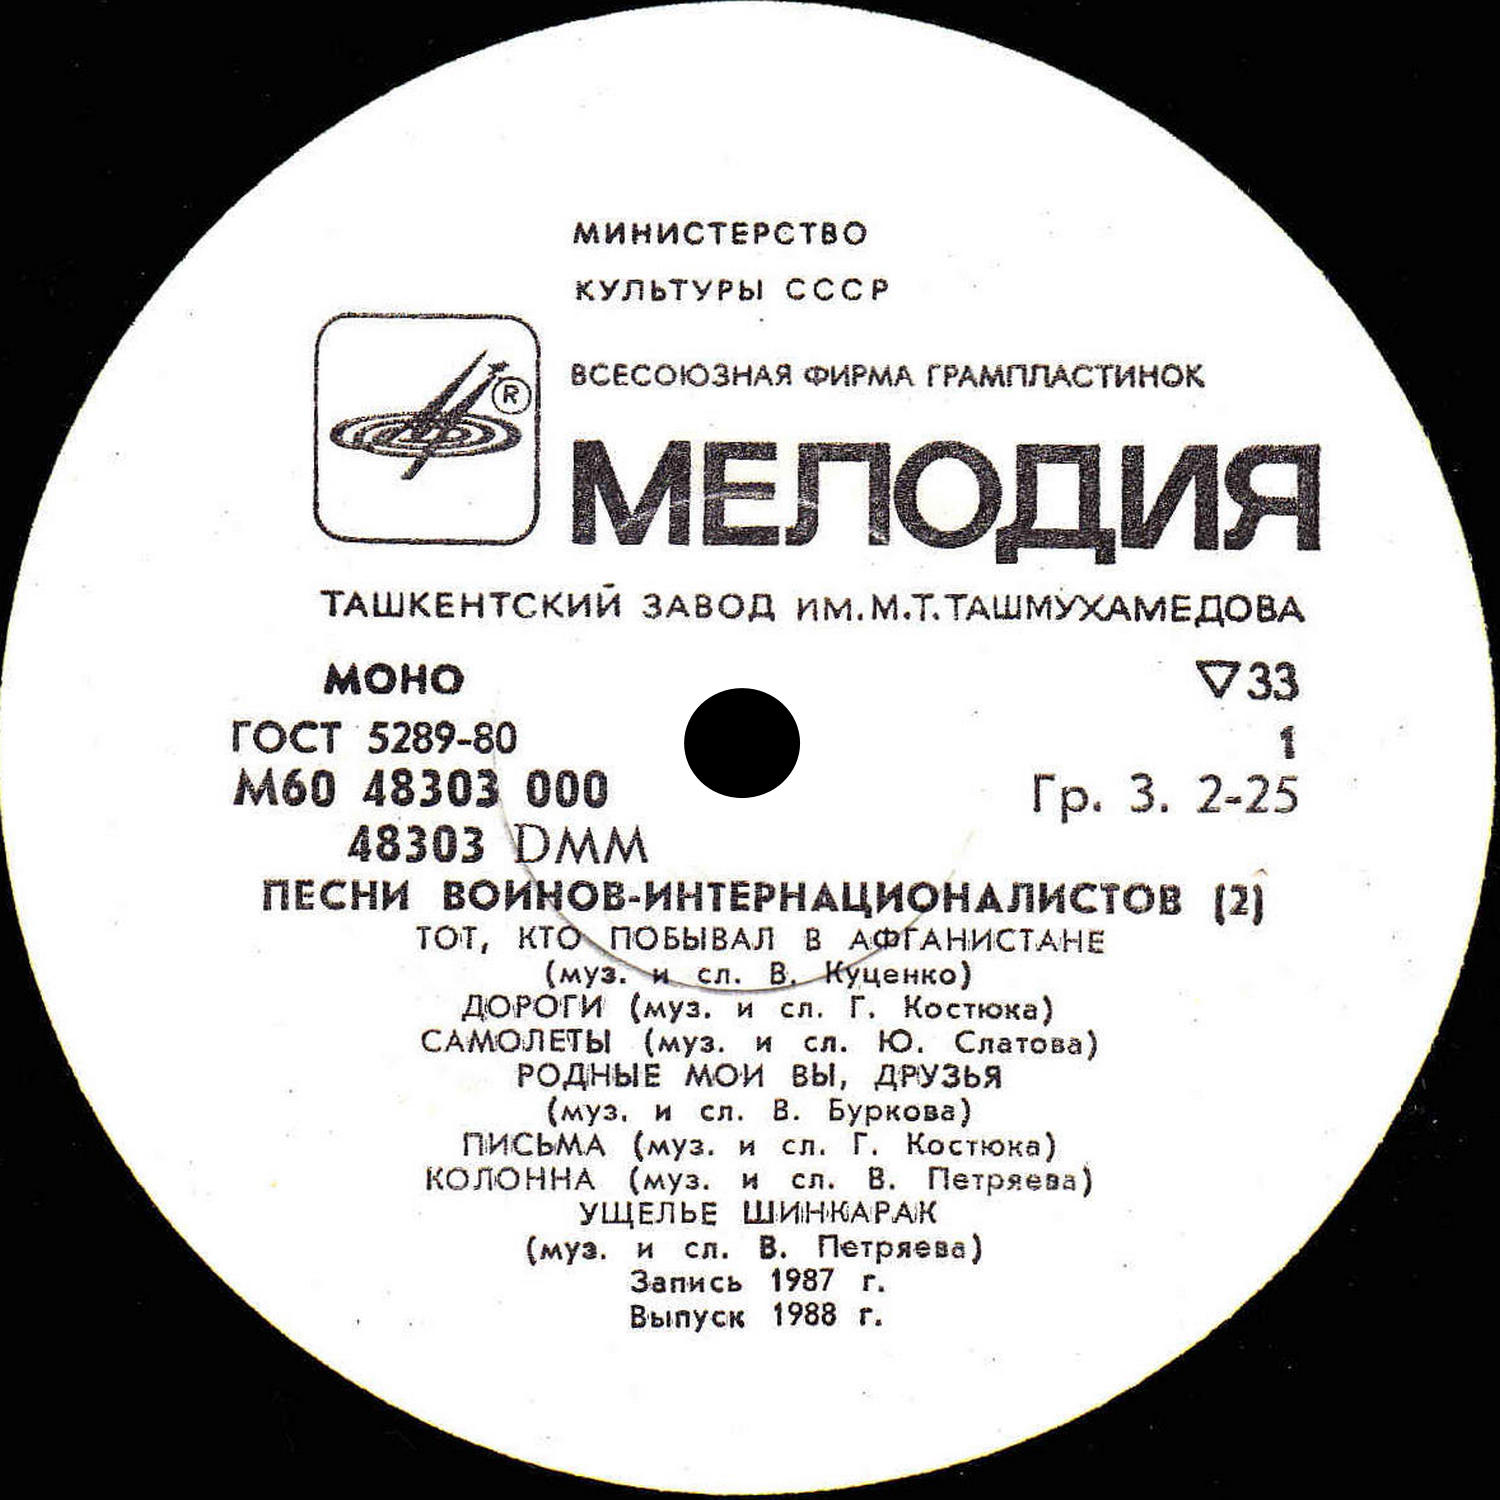 МИНИСТЕРСТВО
КУЛЬТУРЫ СССР
ВСЕСОЮЗНАЯ ФИРМА ГРАМПЛАСТИНОК
®
МЕЛОДИЯ
ТАШКЕНТСКИЙ ЗАВОД ИМ.М.Т.ТАШМУХАМЕДОВА
МОНО ▽33
ГОСТ 5289-80 1
М60 48303 000 Гр. 3. 2-25
48303 DMM
ПЕСНИ ВОИНОВ-ИНТЕРНАЦИОНАЛИСТОВ (2)
ТОТ, КТО ПОБЫВАЛ В АФГАНИСТАНЕ
(муз. и сл. В. Куценко)
ДОРОГИ (муз. и сл. Г. Костюка)
САМОЛЕТЫ (муз. и сл. Ю. Слатова)
РОДНЫЕ МОИ ВЫ, ДРУЗЬЯ
(муз. и сл. В. Буркова)
ПИСЬМА (муз. и сл. Г. Костюка)
КОЛОННА (муз. и сл. В. Петряева)
УЩЕЛЬЕ ШИНКАРАК
(муз. и сл. В. Петряева)
Запись 1987 г.
Выпуск 1988 г.